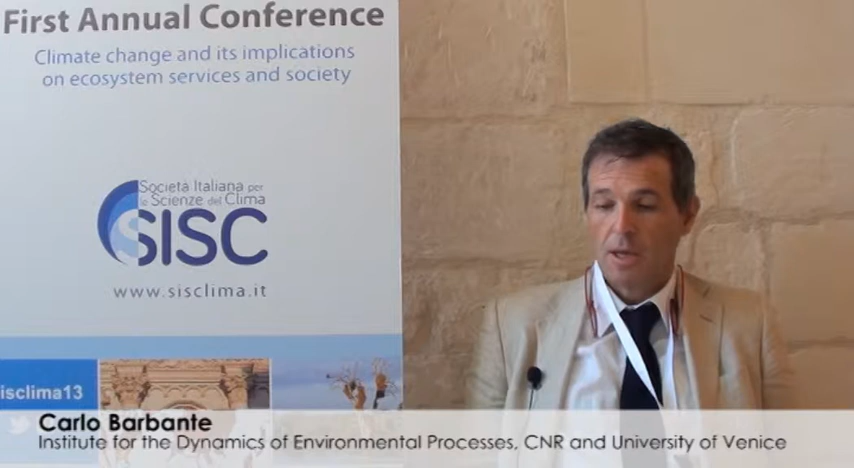 First Annual Conference
Climate change and its implications
on ecosystem services and society
Società Italiana per
le Scienze del Clima
SISC
www.sisclima.it
isclima13
Carlo Barbante
Institute for the Dynamics of Environmental Processes, CNR and University of Venice